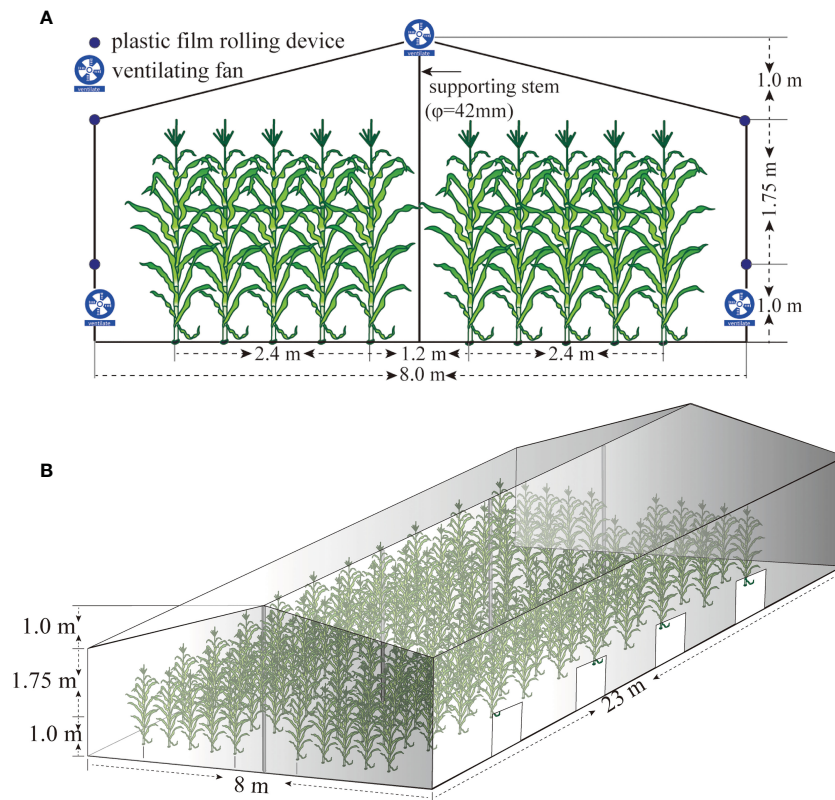 A
plastic film rolling device
ventilating fan
ventilate
ventilate
supporting stem
(φ=42mm)
1.0 m
1.75 m
1.0 m
ventilate
ventilate
2.4 m
1.2 m
2.4 m
8.0 m
B
1.0 m
1.75 m
1.0 m
8 m
23 m